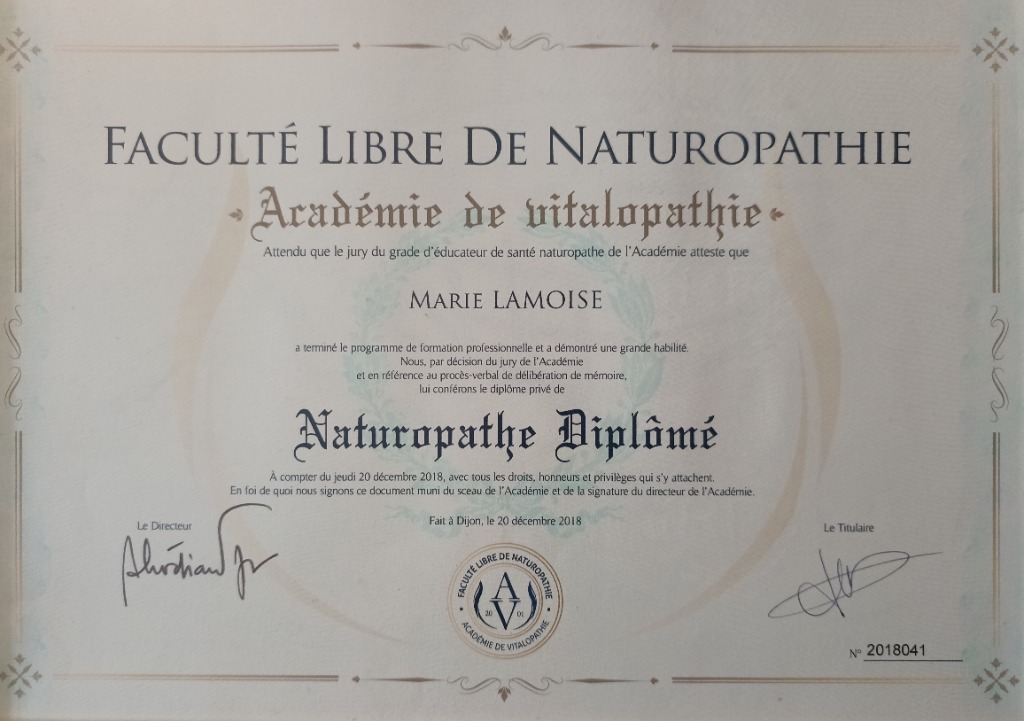 Faculté Libre De Naturopathie
Académie de vitalopathie
Attendu que le jury du grade d'éducateur de santé naturopathe de l'Académie atteste que
Marie LAMOISE
a terminé le programme de formation professionnelle et a démontré une grande habilité.
Nous, par décision du jury de l'Académie
et en référence au procès-verbal de délibération de mémoire,
lui conférons le diplôme privé de
Naturopathe Diplômé
À compter du jeudi 20 décembre 2018, avec tous les droits, honneurs et privilèges qui s'y attachent.
En foi de quoi nous signons ce document muni du sceau de l'Académie et de la signature du directeur de l'Académie.
Fait à Dijon, le 20 décembre 2018
Le Directeur
Le Titulaire
FACULTÉ LIBRE DE NATUROPATHIE
A
20 01
V
ACADÉMIE DE VITALOPATHIE
N° 2018041